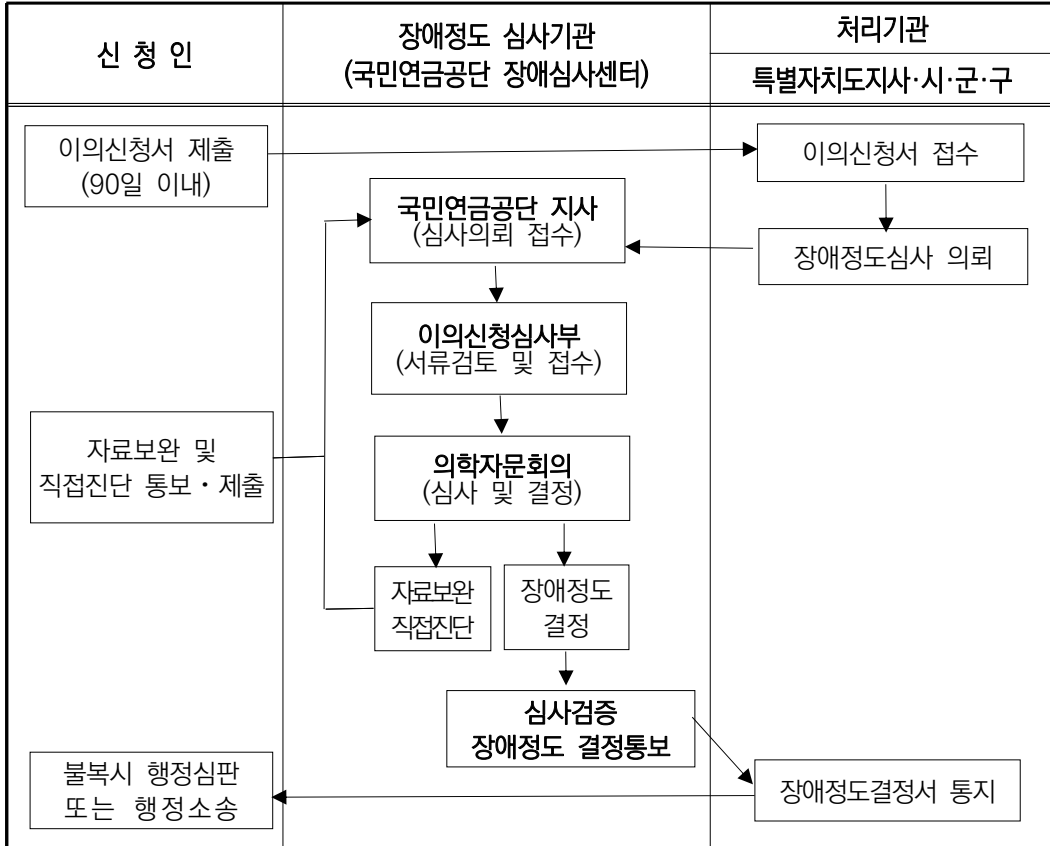 신 청 인
장애정도 심사기관
(국민연금공단 장애심사센터)
처리기관
특별자치도지사·시·군·구
이의신청서 제출
(90일 이내)
이의신청서 접수
국민연금공단 지사
(심사의뢰 접수)
장애정도심사 의뢰
이의신청심사부
(서류검토 및 접수)
자료보완 및
직접진단 통보·제출
의학자문회의
(심사 및 결정)
자료보완
직접진단
장애정도
결정
심사검증
장애정도 결정통보
불복시 행정심판
또는 행정소송
장애정도결정서 통지